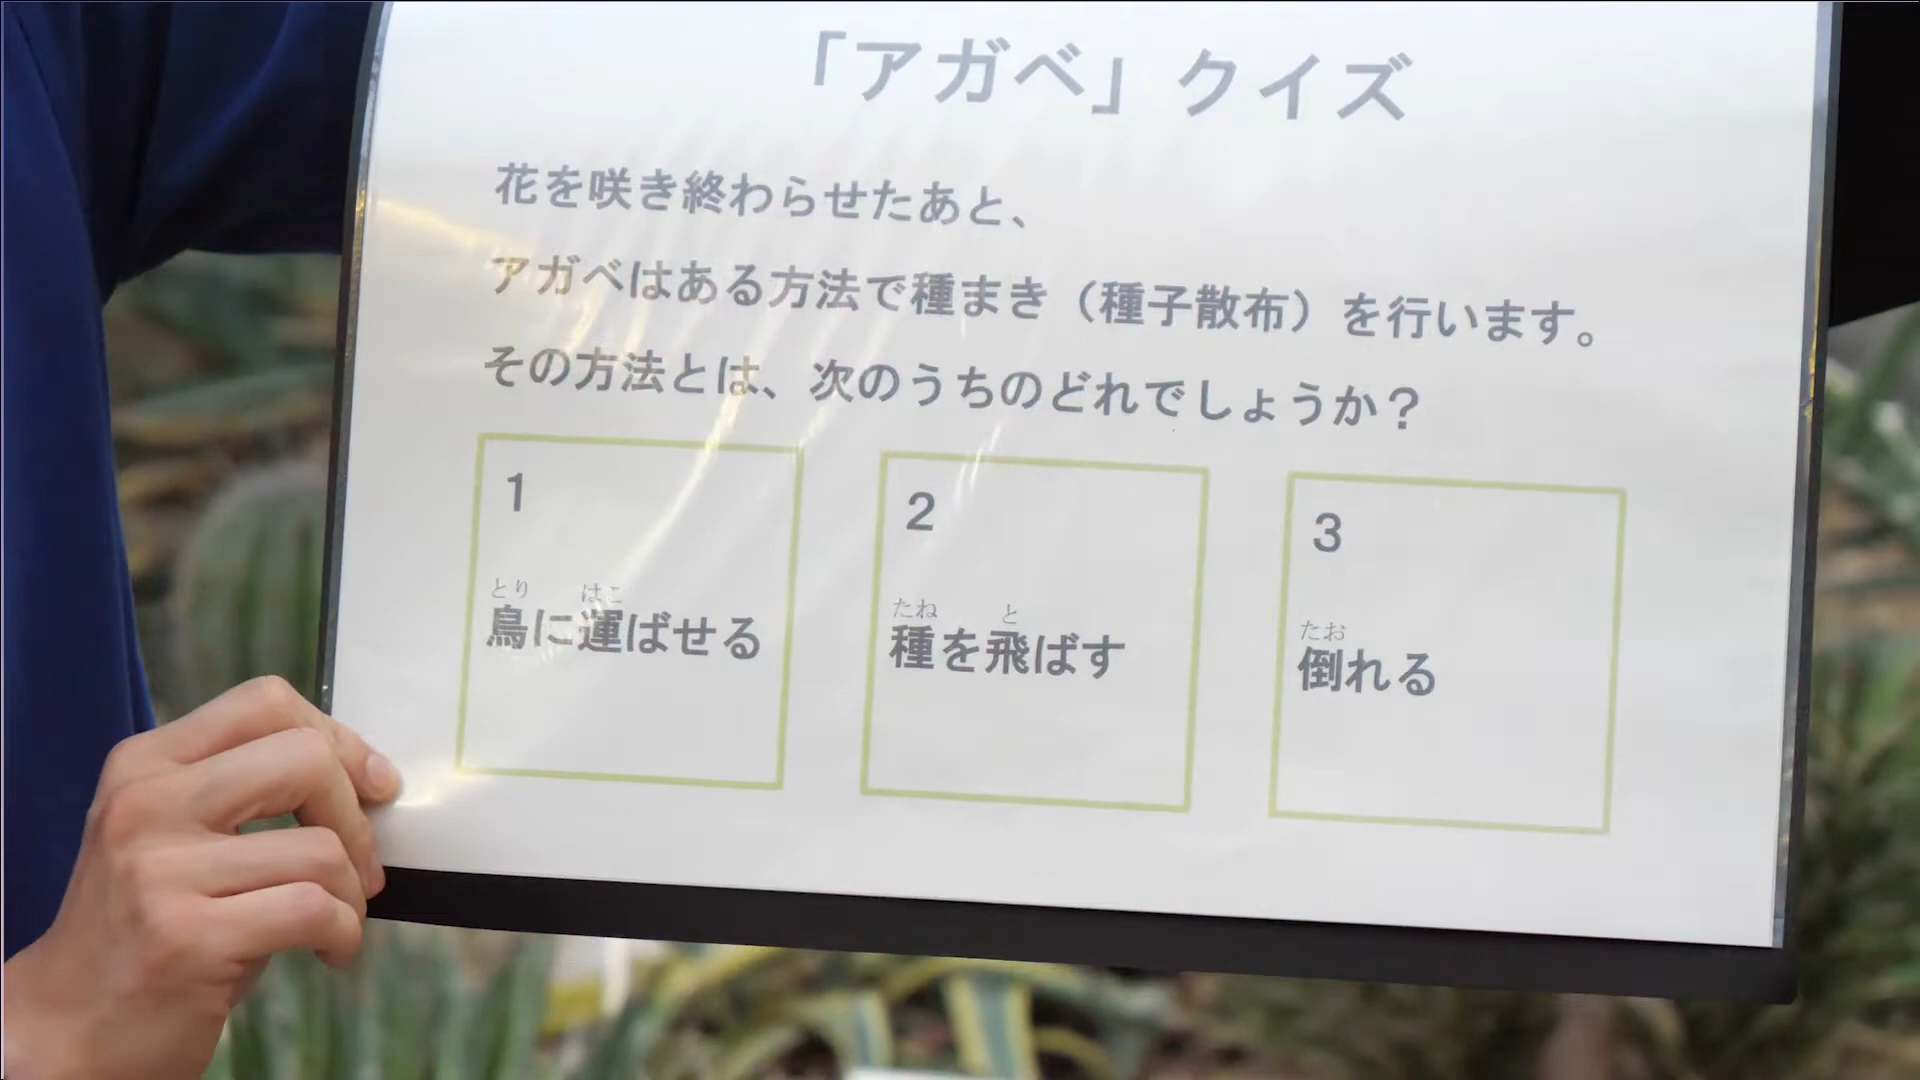 「アガベ」クイズ
花を咲き終わらせたあと、
アガベはある方法で種まき（種子散布）を行います。
その方法とは、次のうちのどれでしょうか？
1
とり はこ
鳥に運ばせる
2
たね と
種を飛ばす
3
たお
倒れる